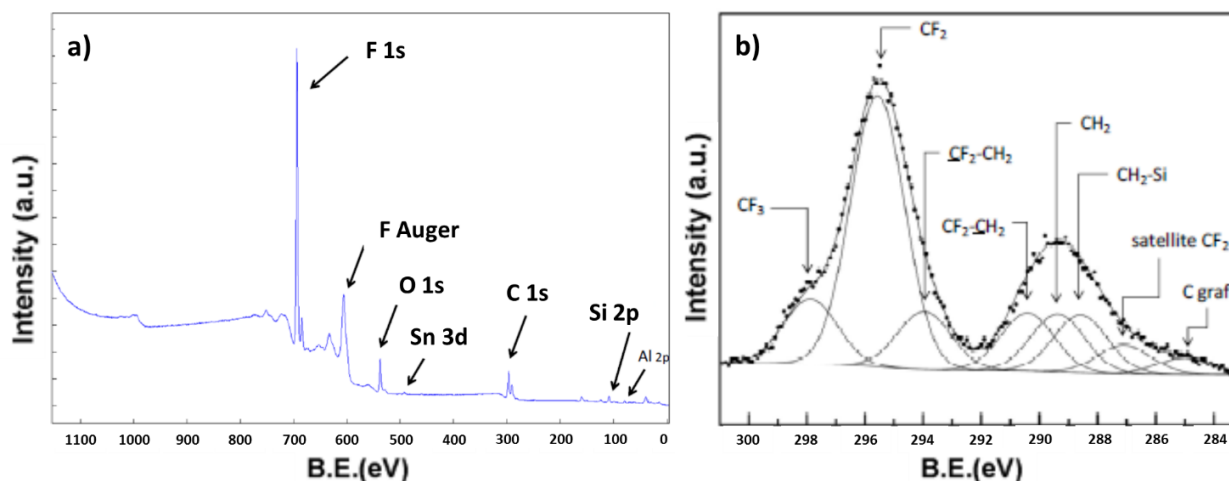 a)
F 1s
F Auger
O 1s
Sn 3d
C 1s
Si 2p
Al 2p
Intensity (a.u.)
1100 1000 900 800 700 600 500 400 300 200 100 0
B.E.(eV)
b)
CF₂
CH₂
CF₂-CH₂
CH₂-Si
CF₃
CF₂-CH₂
satellite CF₂
C graf
Intensity (a.u.)
300 298 296 294 292 290 288 286 284
B.E.(eV)